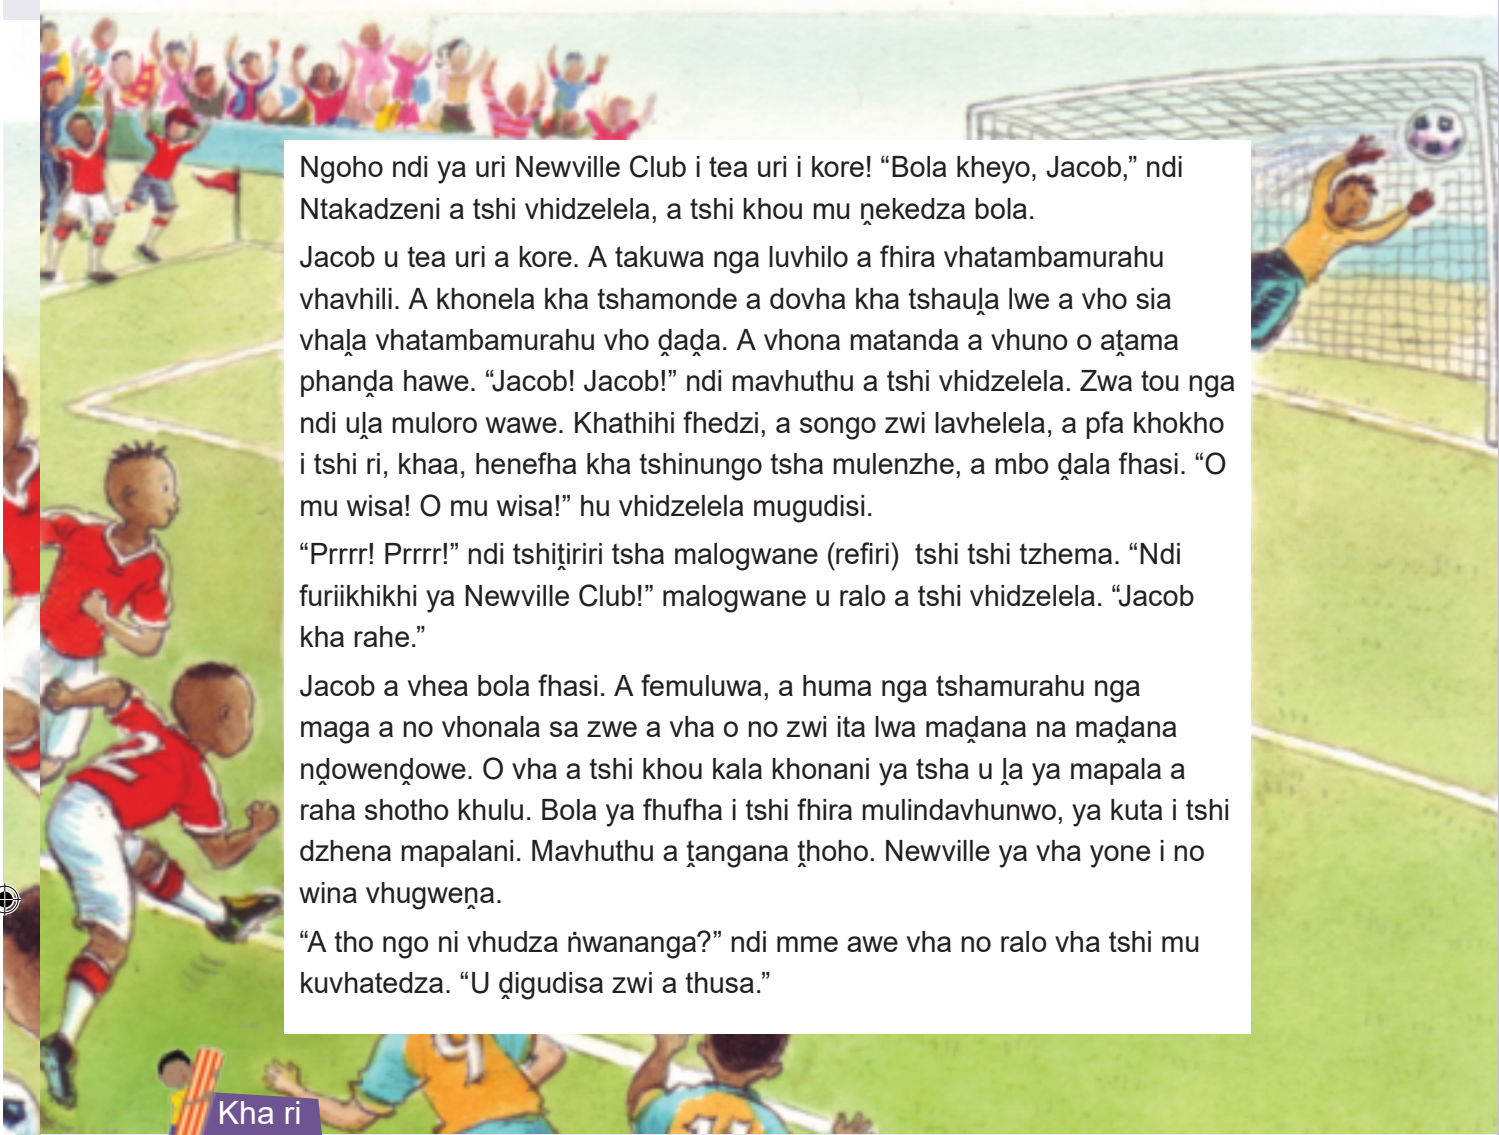 Ngoho ndi ya uri Newville Club i tea uri i kore! “Bola kheyo, Jacob,” ndi
Ntakadzeni a tshi vhidzelela, a tshi khou mu ṋekedza bola.
Jacob u tea uri a kore. A takuwa nga luvhilo a fhira vhatambamurahu
vhavhili. A khonela kha tshamonde a dovha kha tshauḽa lwe a vho sia
vhaḽa vhatambamurahu vho ḓaḓa. A vhona matanda a vhuno o aṱama
phanḓa hawe. “Jacob! Jacob!” ndi mavhuthu a tshi vhidzelela. Zwa tou nga
ndi uḽa muloro wawe. Khathihi fhedzi, a songo zwi lavhelela, a pfa khokho
i tshi ri, khaa, henefha kha tshinungo tsha mulenzhe, a mbo ḓala fhasi. “O
mu wisa! O mu wisa!” hu vhidzelela mugudisi.
“Prrrr! Prrrr!” ndi tshiṱiriri tsha malogwane (refiri) tshi tshi tzhema. “Ndi
furiikhikhi ya Newville Club!” malogwane u ralo a tshi vhidzelela. “Jacob
kha rahe.”
Jacob a vhea bola fhasi. A femuluwa, a huma nga tshamurahu nga
maga a no vhonala sa zwe a vha o no zwi ita lwa maḓana na maḓana
nḓowenḓowe. O vha a tshi khou kala khonani ya tsha u ḽa ya mapala a
raha shotho khulu. Bola ya fhufha i tshi fhira mulindavhunwo, ya kuta i tshi
dzhena mapalani. Mavhuthu a ṱangana ṱhoho. Newville ya vha yone i no
wina vhugweṋa.
“A tho ngo ni vhudza ṅwananga?” ndi mme awe vha no ralo vha tshi mu
kuvhatedza. “U ḓigudisa zwi a thusa.”
2
9
11
Kha ri